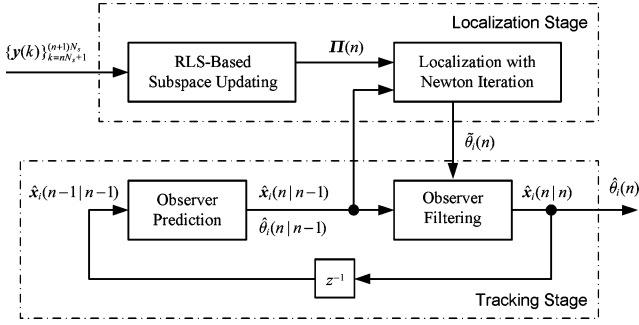 Localization Stage
{y(k)}_{k=nN_s+1}^{(n+1)N_s}
RLS-Based
Subspace Updating
Π(n)
Localization with
Newton Iteration
θ̃_i(n)
x̂_i(n−1|n−1)
Observer
Prediction
x̂_i(n|n−1)
θ̂_i(n|n−1)
Observer
Filtering
x̂_i(n|n)
θ̂_i(n)
z⁻¹
Tracking Stage